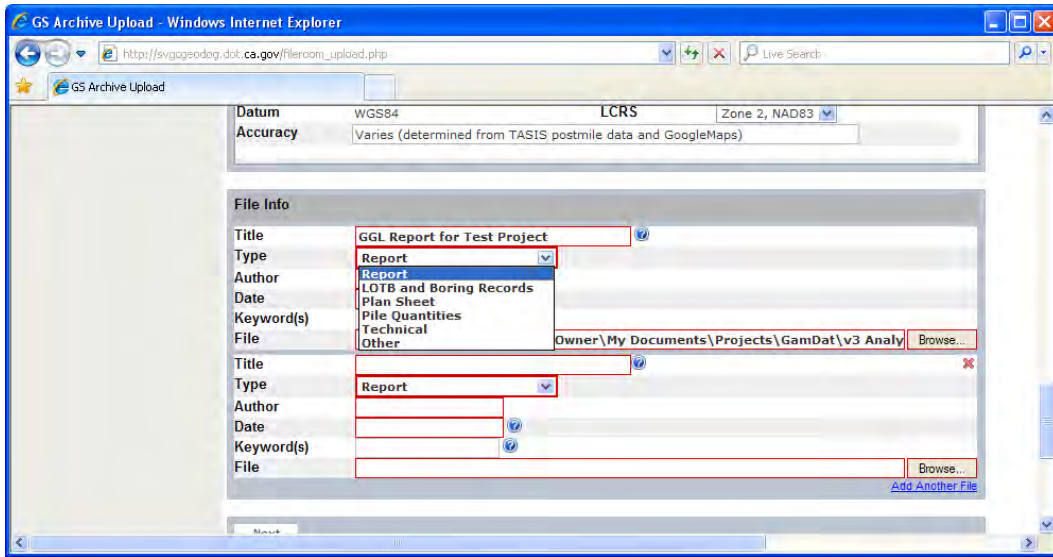 GS Archive Upload - Windows Internet Explorer
http://svgcgeodog.dot.ca.gov/fileroom_upload.php
Live Search
GS Archive Upload
Datum WGS84 LCRS Zone 2, NAD83
Accuracy Varies (determined from TASIS postmile data and GoogleMaps)
File Info
Title GGL Report for Test Project
Type Report
Report
Author LOTB and Boring Records
Date Plan Sheet
Keyword(s) Pile Quantities
Technical
File Other Owner\My Documents\Projects\GamDat\v3 Analy Browse...
Title
Type Report
Author
Date
Keyword(s)
File Browse...
Add Another File
Next